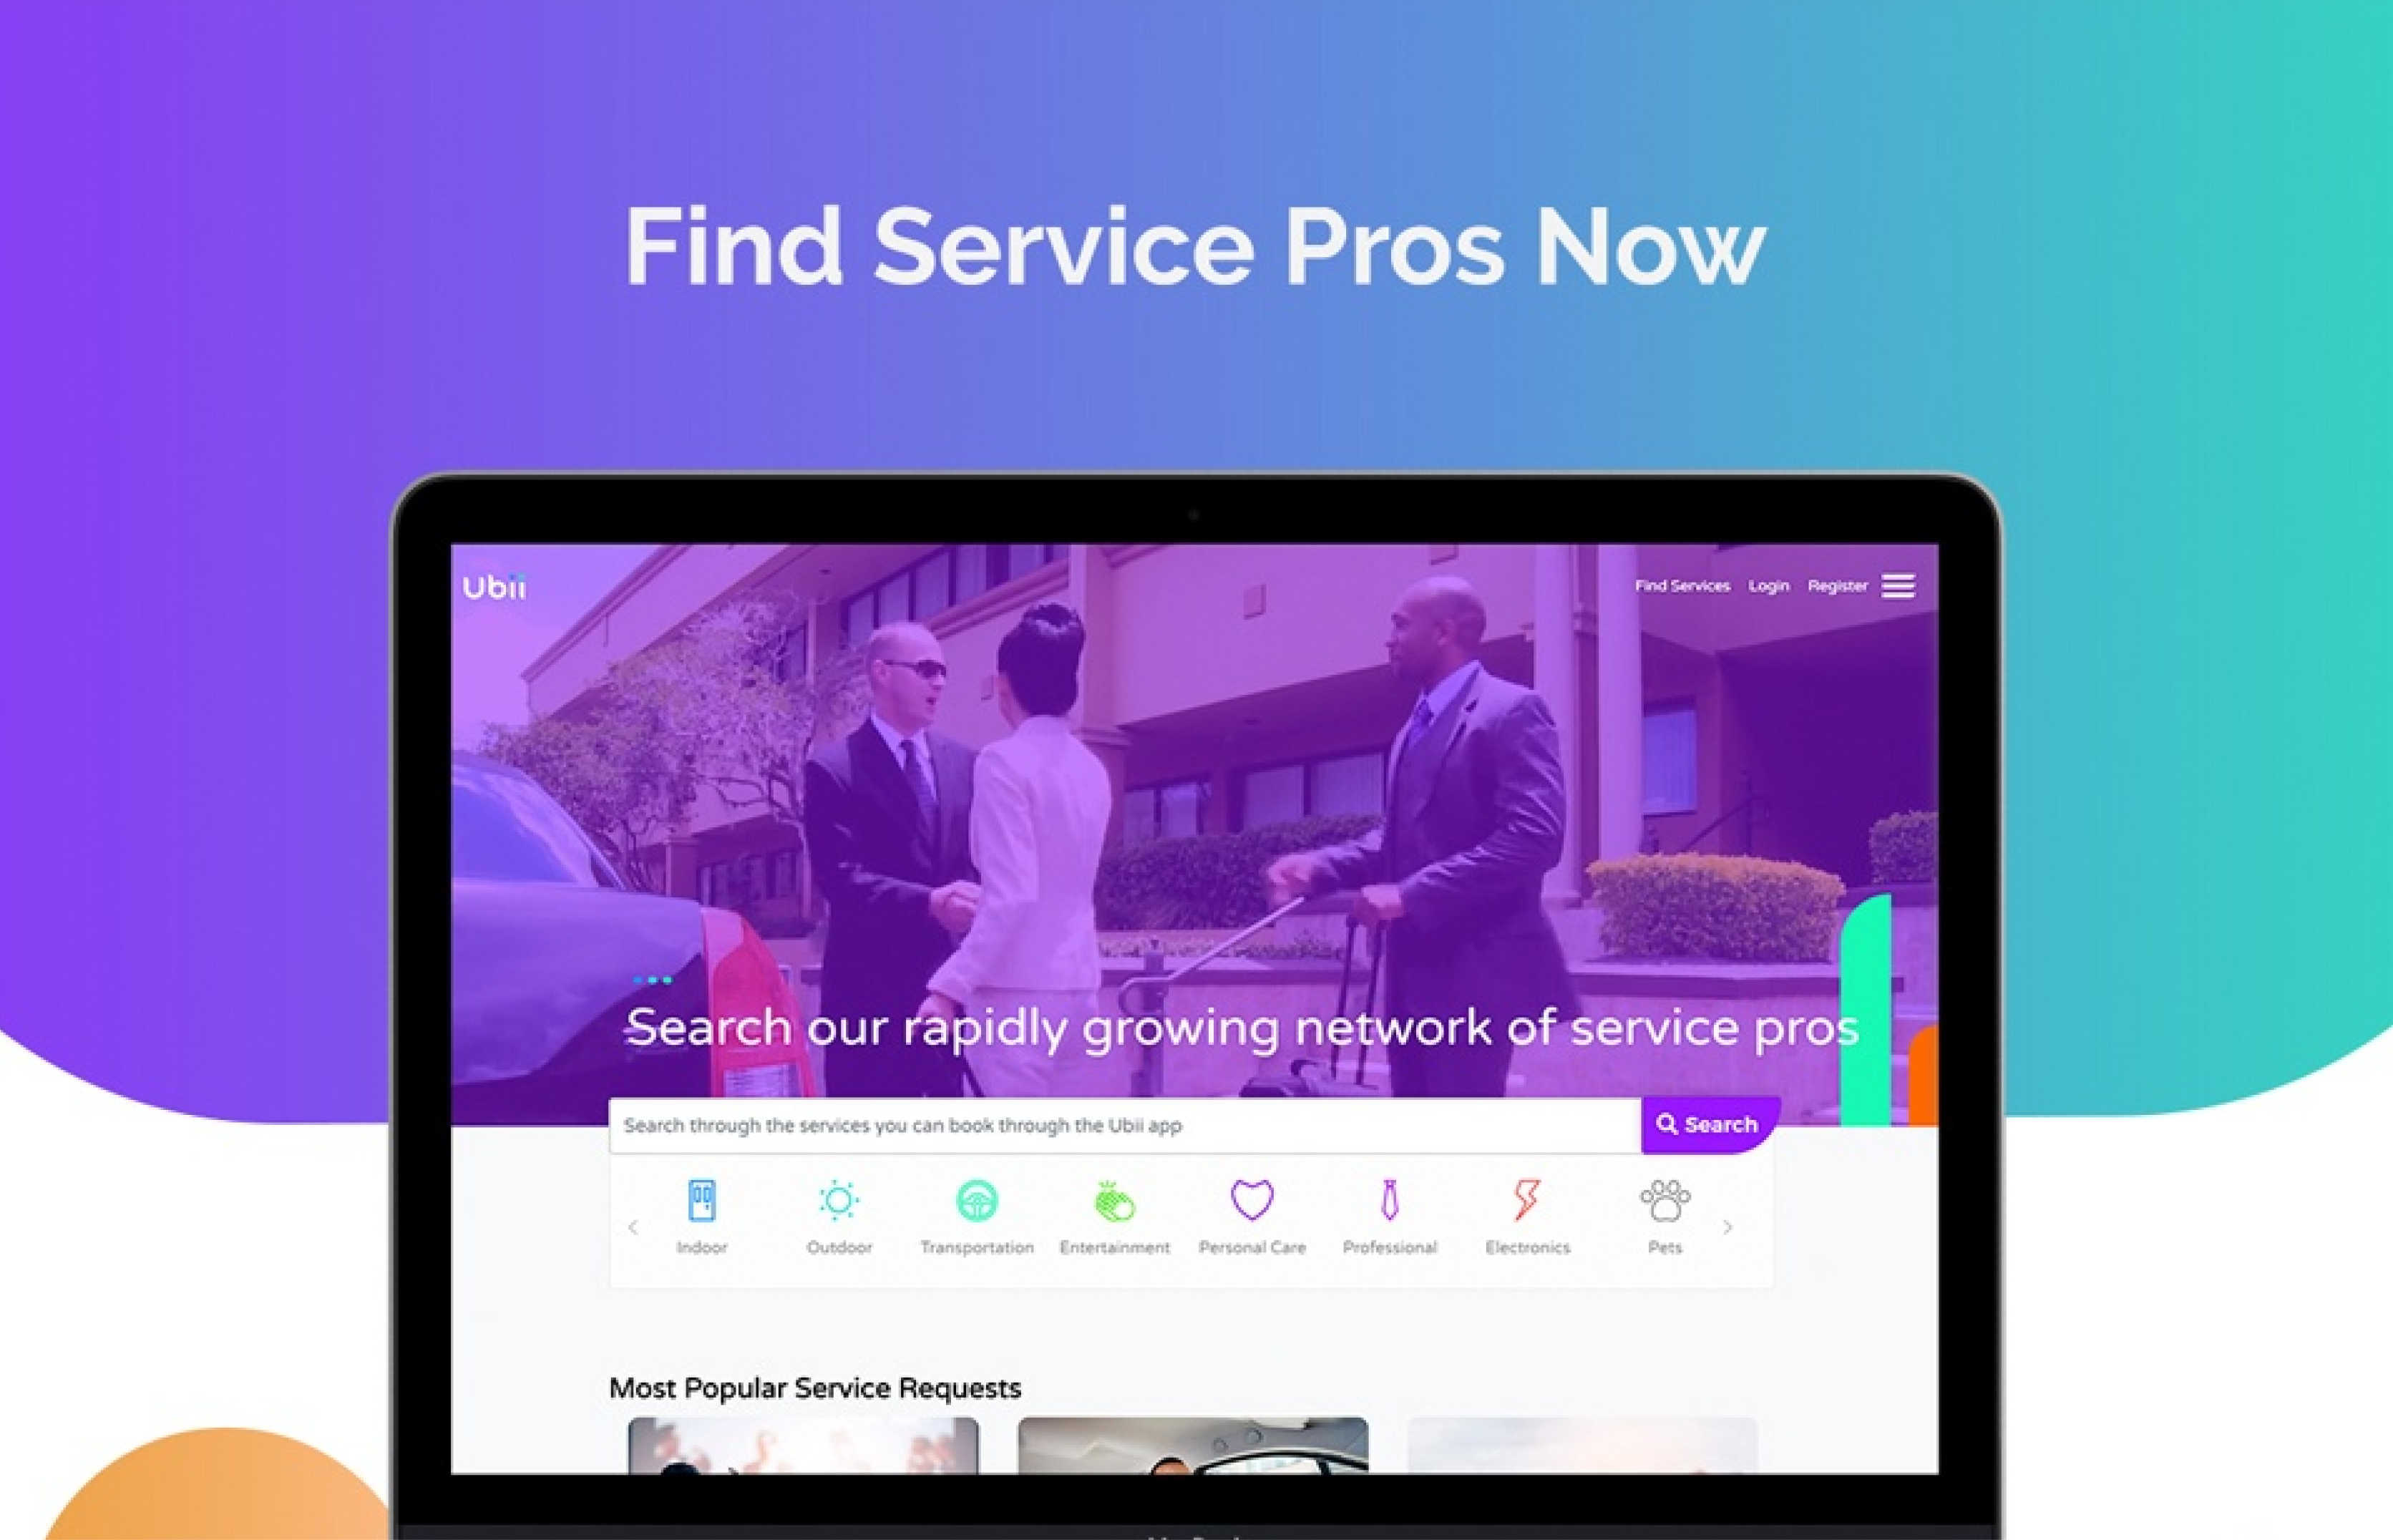 Find Service Pros Now
Ubii
Find Services Login Register
Search our rapidly growing network of service pros
Search through the services you can book through the Ubii app
Search
Indoor Outdoor Transportation Entertainment Personal Care Professional Electronics Pets
Most Popular Service Requests